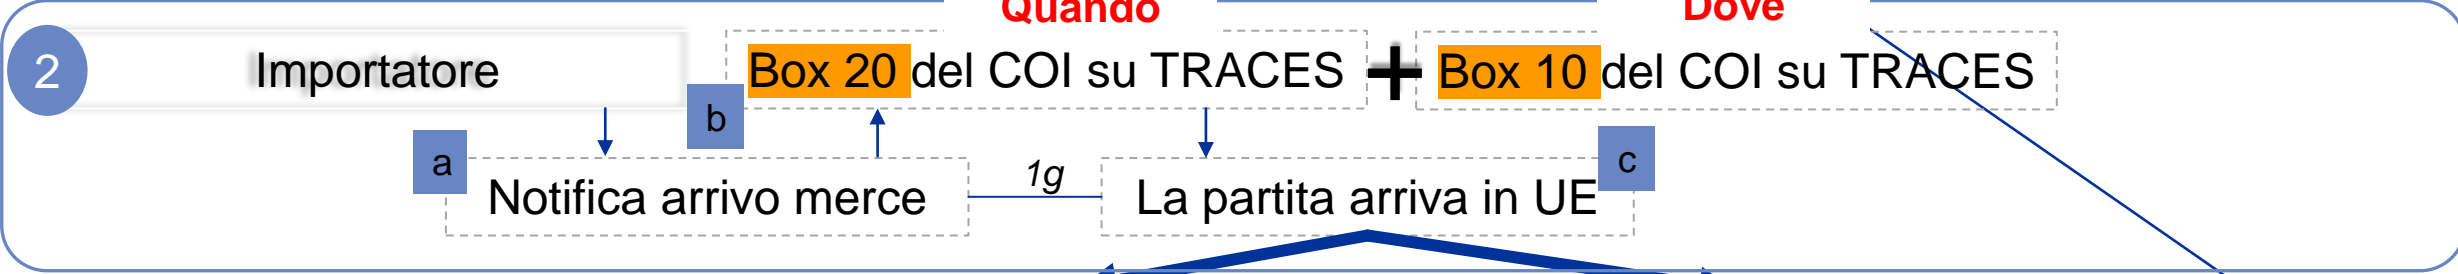 Quando
Dove
2
Importatore
Box 20 del COI su TRACES
+
Box 10 del COI su TRACES
b
a
Notifica arrivo merce
1g
La partita arriva in UE
c